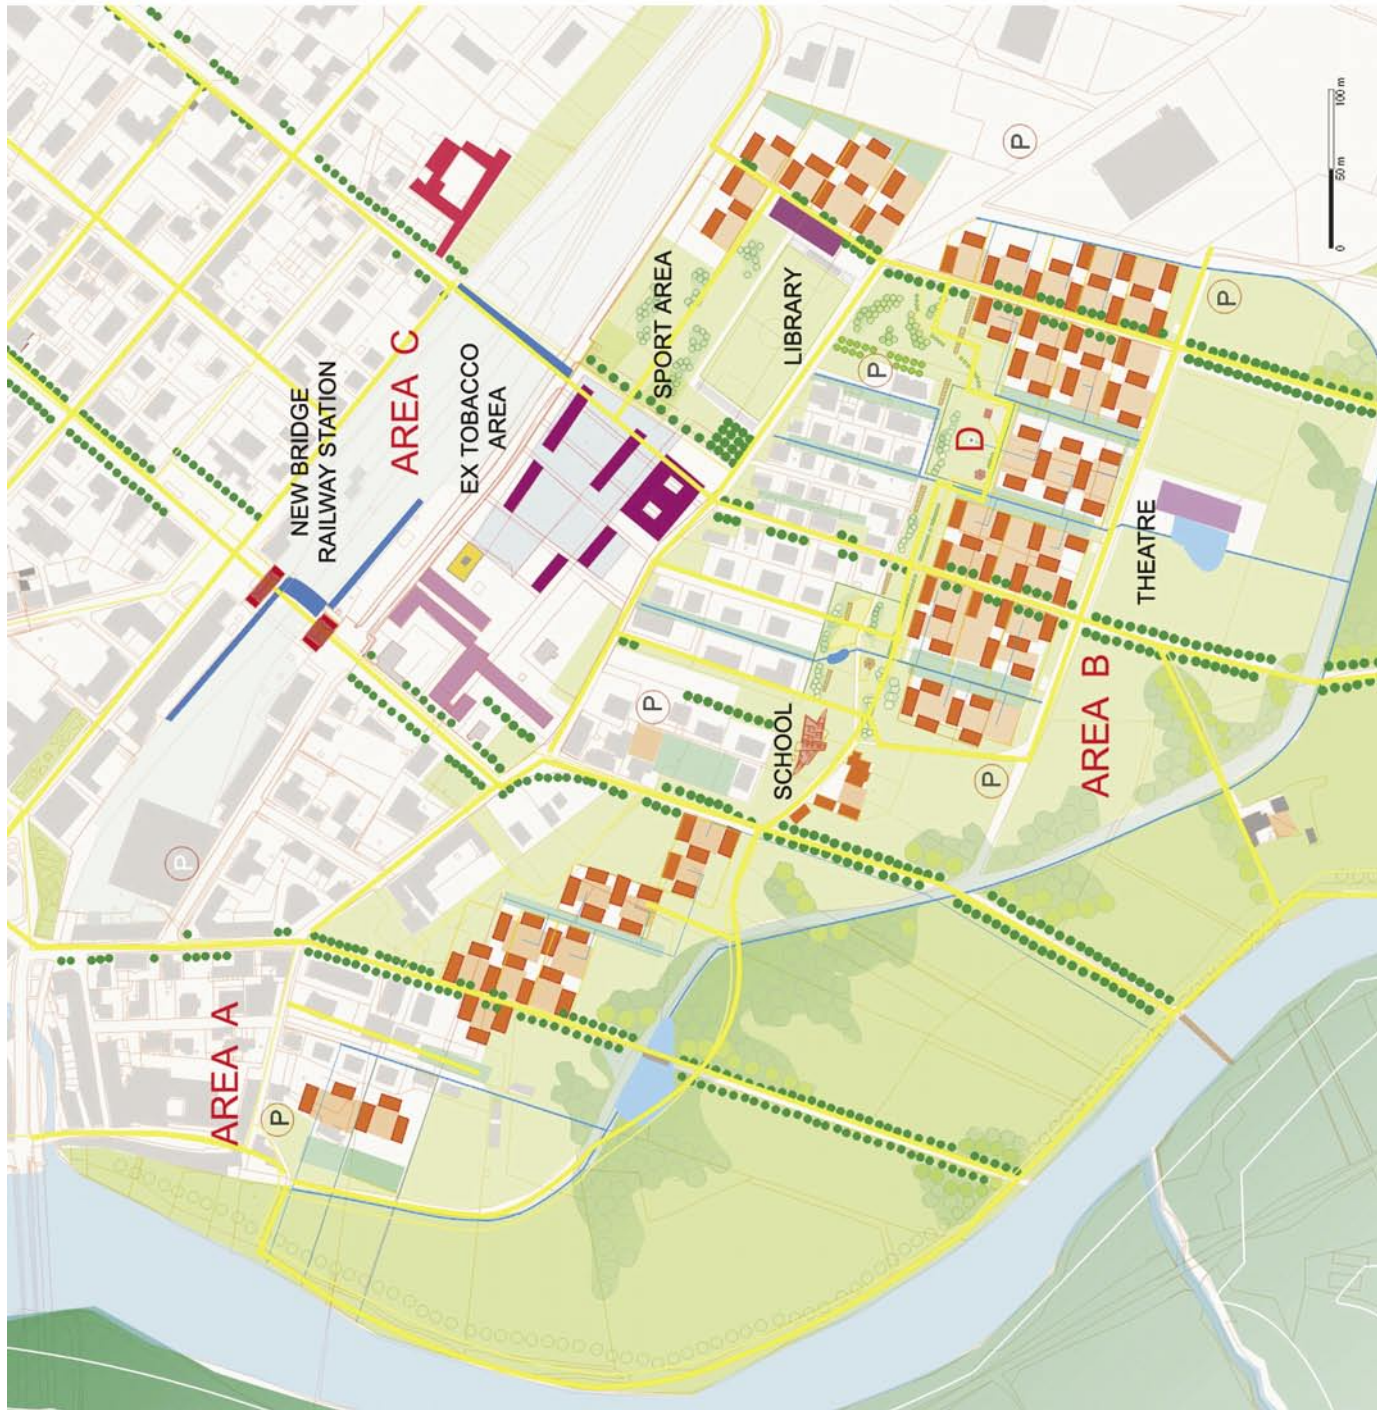 NEW BRIDGE
RAILWAY STATION
AREA C
EX TOBACCO
AREA
SPORT AREA
LIBRARY
P
P
P
D
THEATRE
AREA B
SCHOOL
P
P
P
AREA A
P
0
50 m
100 m